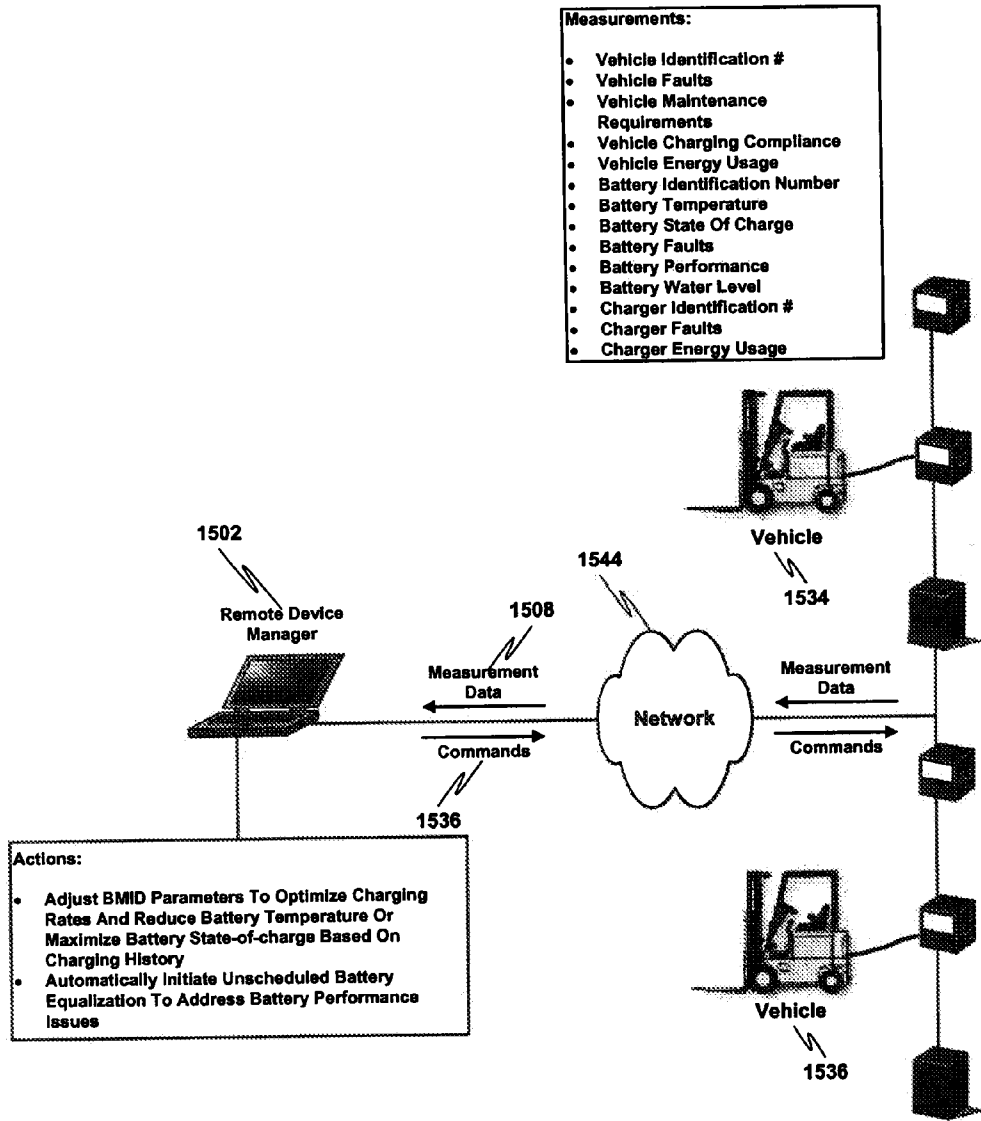 Measurements:
• Vehicle Identification #
• Vehicle Faults
• Vehicle Maintenance
Requirements
• Vehicle Charging Compliance
• Vehicle Energy Usage
• Battery Identification Number
• Battery Temperature
• Battery State Of Charge
• Battery Faults
• Battery Performance
• Battery Water Level
• Charger Identification #
• Charger Faults
• Charger Energy Usage
Vehicle
1534
1502
Remote Device
Manager
1544
1508
Measurement
Data
Commands
1536
Network
Measurement
Data
Commands
Actions:
• Adjust BMID Parameters To Optimize Charging
Rates And Reduce Battery Temperature Or
Maximize Battery State-of-charge Based On
Charging History
• Automatically Initiate Unscheduled Battery
Equalization To Address Battery Performance
Issues
Vehicle
1536